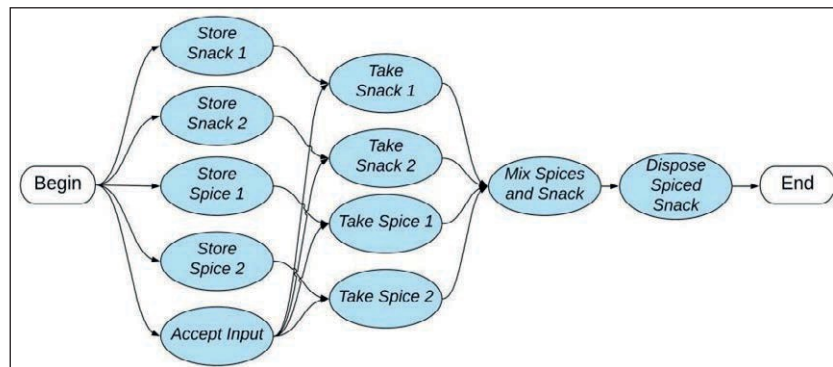 Begin
Store
Snack 1
Store
Snack 2
Store
Spice 1
Store
Spice 2
Accept Input
Take
Snack 1
Take
Snack 2
Take Spice 1
Take Spice 2
Mix Spices
and Snack
Dispose
Spiced
Snack
End